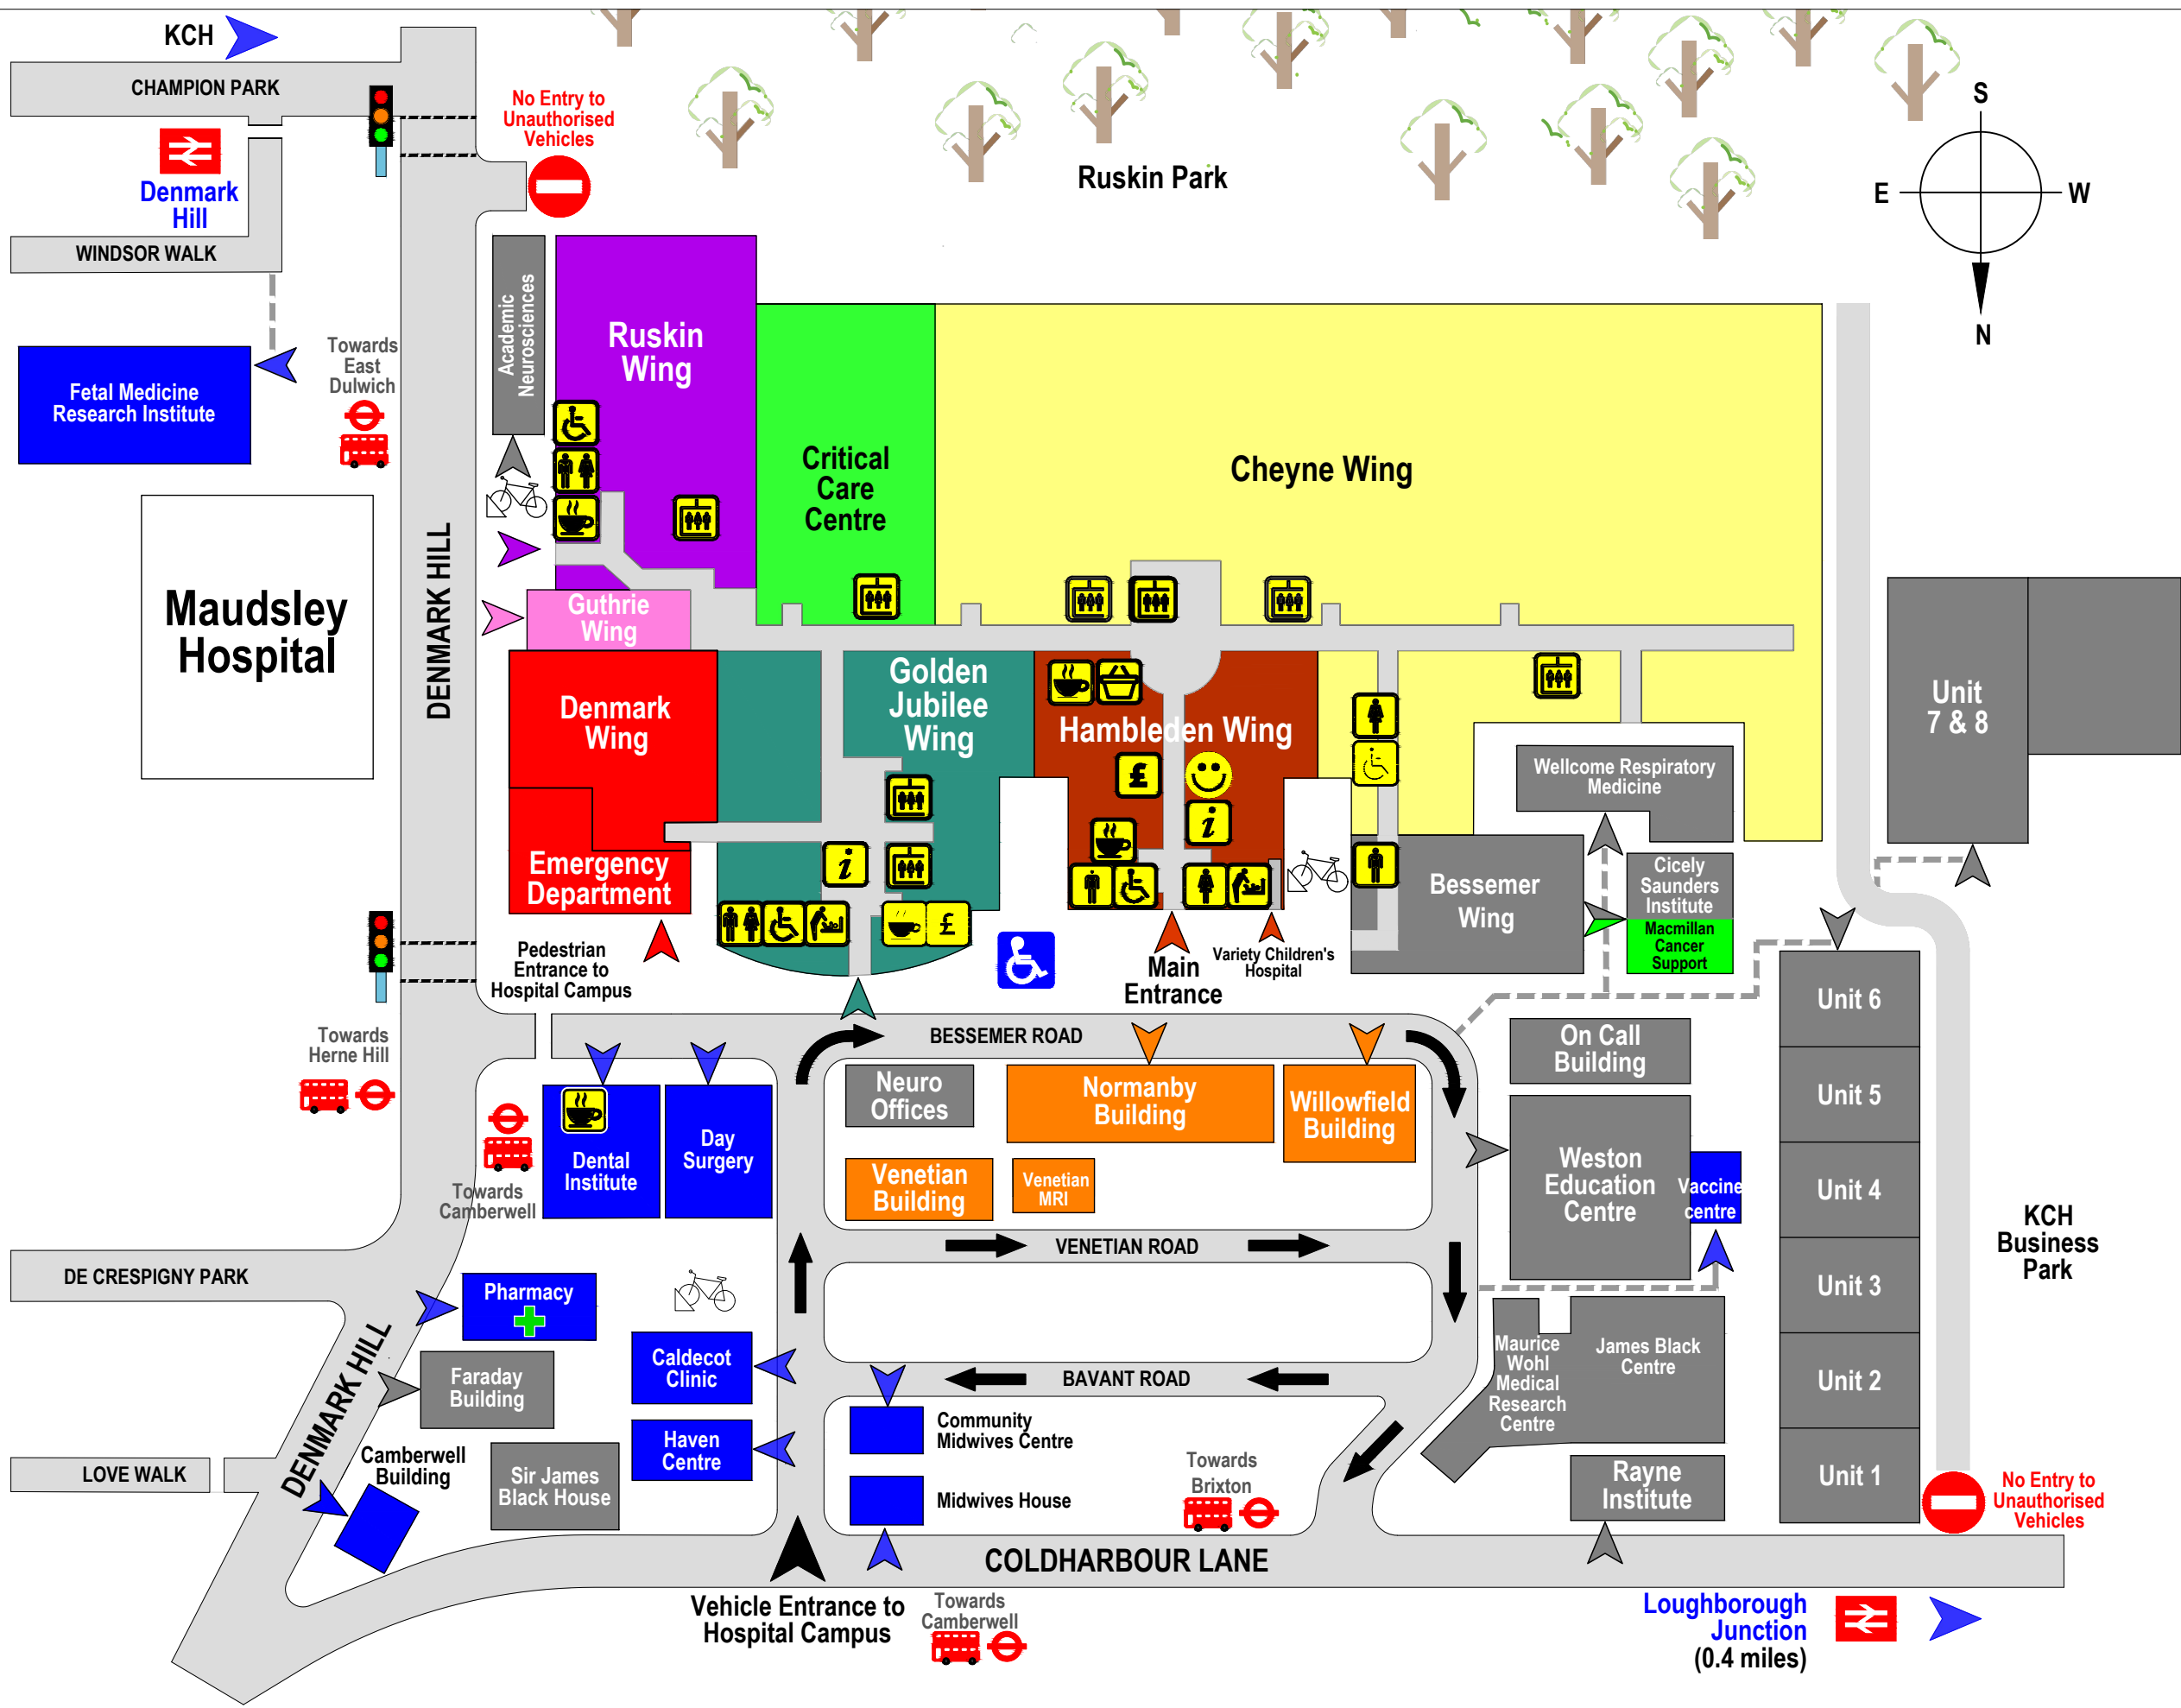 KCH
CHAMPION PARK
No Entry to
Unauthorised
Vehicles
Denmark
Hill
WINDSOR WALK
Ruskin Park
S
E
W
N
Academic
Neurosciences
Ruskin
Wing
Towards
East
Dulwich
Fetal Medicine
Research Institute
Critical
Care
Centre
Cheyne Wing
DENMARK HILL
Maudsley
Hospital
Guthrie
Wing
Denmark
Wing
Golden
Jubilee
Wing
Hambleden Wing
£
i
i
£
Unit
7 & 8
Wellcome Respiratory
Medicine
Emergency
Department
Bessemer
Wing
Cicely
Saunders
Institute
Macmillan
Cancer
Support
Pedestrian
Entrance to
Hospital Campus
Main
Entrance
Variety Children's
Hospital
Towards
Herne Hill
BESSEMER ROAD
Neuro
Offices
Normanby
Building
Willowfield
Building
On Call
Building
Unit 6
Unit 5
Unit 4
Unit 3
Unit 2
Unit 1
Dental
Institute
Day
Surgery
Towards
Camberwell
Venetian
Building
Venetian
MRI
Weston
Education
Centre
Vaccine
centre
KCH
Business
Park
VENETIAN ROAD
DE CRESPIGNY PARK
Pharmacy
Caldecot
Clinic
Faraday
Building
BAVANT ROAD
Maurice
Wohl
Medical
Research
Centre
James Black
Centre
DENMARK HILL
Camberwell
Building
LOVE WALK
Haven
Centre
Sir James
Black House
Community
Midwives Centre
Midwives House
Towards
Brixton
Rayne
Institute
No Entry to
Unauthorised
Vehicles
COLDHARBOUR LANE
Vehicle Entrance to
Hospital Campus
Towards
Camberwell
Loughborough
Junction
(0.4 miles)